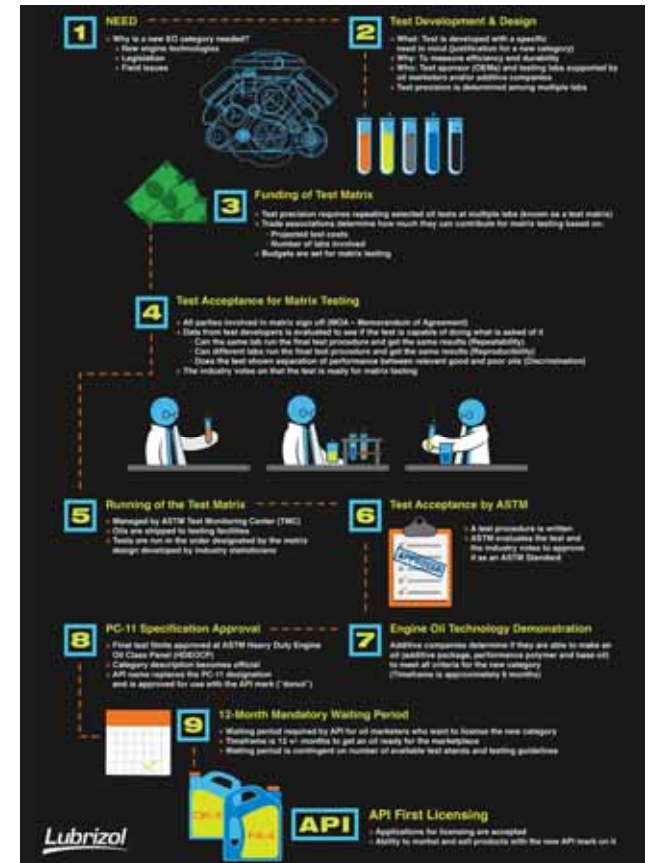 1
NEED
Why is a new EO category needed?
New engine technologies
Legislation
Field issues
2
Test Development & Design
What: Test is developed with a specific
need in mind (justification for a new category)
Why: To measure efficiency and durability
Who: Test sponsor (OEMs) and testing labs supported by
oil marketers and/or additive companies
Test precision is determined among multiple labs
3
Funding of Test Matrix
Test precision requires repeating selected oil tests at multiple labs (known as a test matrix)
Trade associations determine how much they can contribute for matrix testing based on:
- Projected test costs
- Number of labs involved
Budgets are set for matrix testing
4
Test Acceptance for Matrix Testing
All parties involved in matrix sign off (MOA – Memorandum of Agreement)
Data from test developers is evaluated to see if the test is capable of doing what is asked of it
- Can the same lab run the final test procedure and get the same results (Repeatability)
- Can different labs run the final test procedure and get the same results (Reproducibility)
- Does the test shown separation of performance between relevant good and poor oils (Discrimination)
The industry votes on that the test is ready for matrix testing
5
Running of the Test Matrix
Managed by ASTM Test Monitoring Center (TMC)
Oils are shipped to testing facilities
Tests are run in the order designated by the matrix
design developed by industry statisticians
6
Test Acceptance by ASTM
APPROVED
A test procedure is written
ASTM evaluates the test and
the industry votes to approve
it as an ASTM Standard
7
Engine Oil Technology Demonstration
Additive companies determine if they are able to make an
oil (additive package, performance polymer and base oil)
to meet all criteria for the new category
(Timeframe is approximately 9 months)
8
PC-11 Specification Approval
Final test limits approved at ASTM Heavy Duty Engine
Oil Class Panel (HDEOCP)
Category description becomes official
API name replaces the PC-11 designation
and is approved for use with the API mark ("donut")
9
12-Month Mandatory Waiting Period
Waiting period required by API for oil marketers who want to license the new category
Timeframe is 12 +/- months to get an oil ready for the marketplace
Waiting period is contingent on number of available test stands and testing guidelines
CK-4
FA-4
API
API First Licensing
Applications for licensing are accepted
Ability to market and sell products with the new API mark on it
Lubrizol